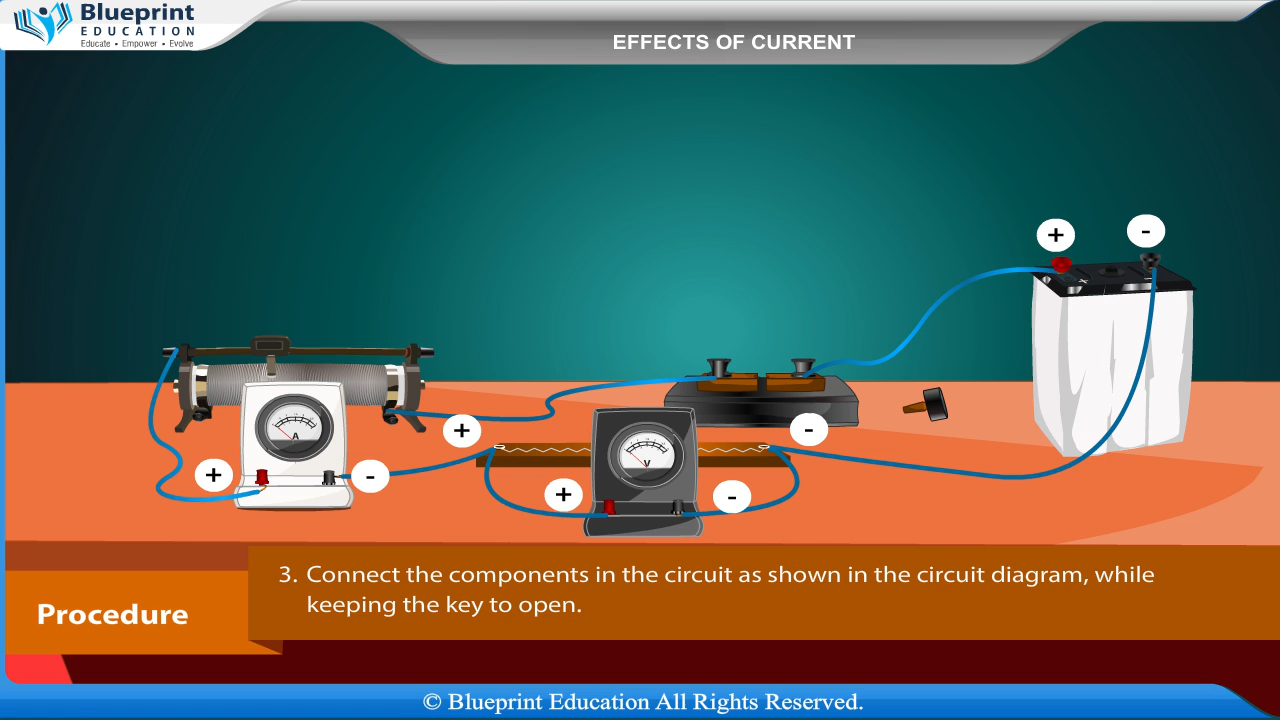 Blueprint
EDUCATION
Educate • Empower • Evolve
EFFECTS OF CURRENT
+
-
+
-
A
V
+
-
+
-
3. Connect the components in the circuit as shown in the circuit diagram, while
keeping the key to open.
Procedure
© Blueprint Education All Rights Reserved.